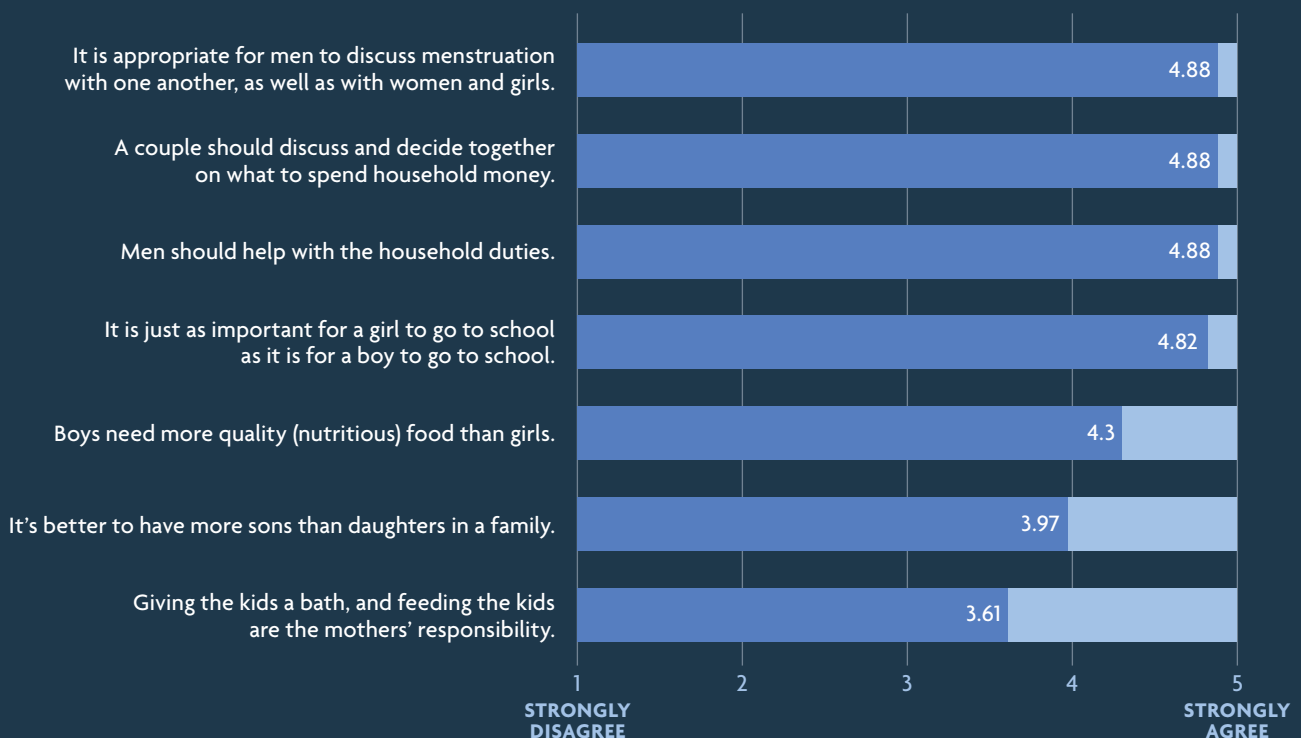 It is appropriate for men to discuss menstruation
with one another, as well as with women and girls.
4.88
A couple should discuss and decide together
on what to spend household money.
4.88
Men should help with the household duties.
4.88
It is just as important for a girl to go to school
as it is for a boy to go to school.
4.82
Boys need more quality (nutritious) food than girls.
4.3
It’s better to have more sons than daughters in a family.
3.97
Giving the kids a bath, and feeding the kids
are the mothers’ responsibility.
3.61
1 2 3 4 5
STRONGLY
DISAGREE
STRONGLY
AGREE